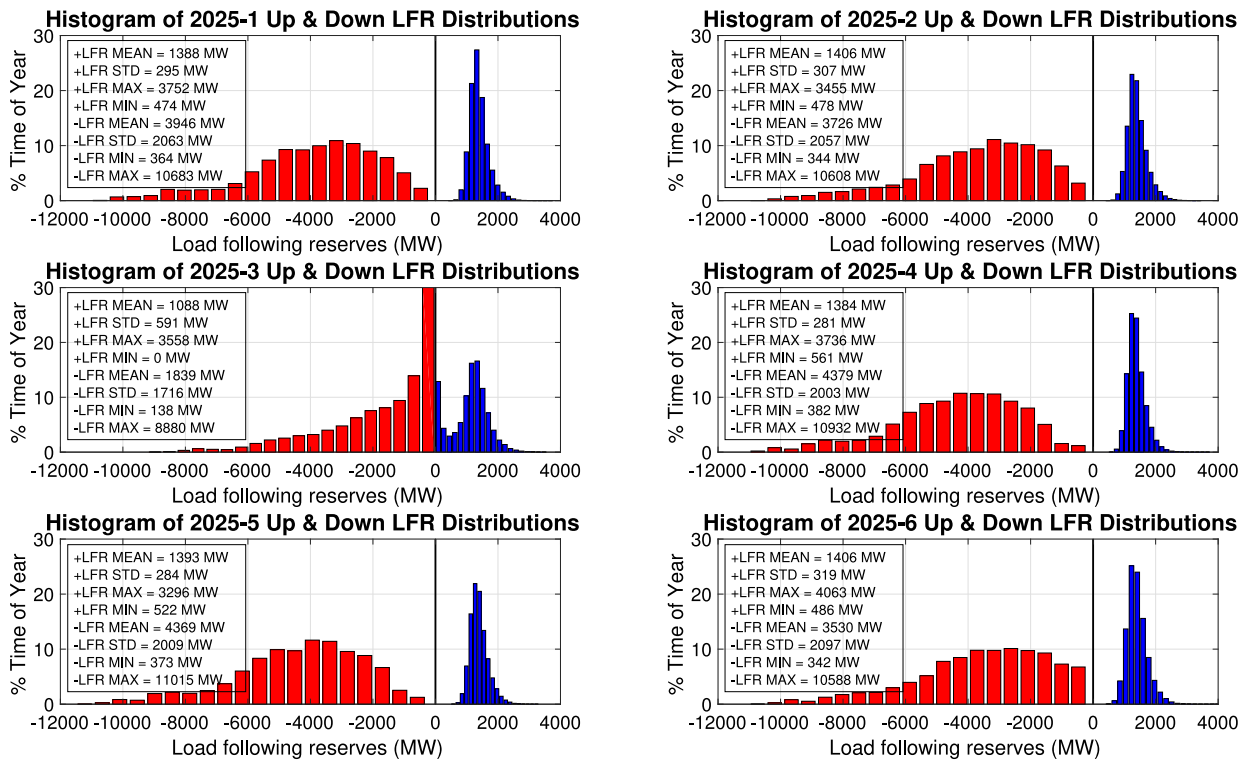 Histogram of 2025-1 Up & Down LFR Distributions
% Time of Year
30
20
10
0
+LFR MEAN = 1388 MW
+LFR STD = 295 MW
+LFR MAX = 3752 MW
+LFR MIN = 474 MW
-LFR MEAN = 3946 MW
-LFR STD = 2063 MW
-LFR MIN = 364 MW
-LFR MAX = 10683 MW
-12000 -10000 -8000 -6000 -4000 -2000 0 2000 4000
Load following reserves (MW)
Histogram of 2025-2 Up & Down LFR Distributions
% Time of Year
30
20
10
0
+LFR MEAN = 1406 MW
+LFR STD = 307 MW
+LFR MAX = 3455 MW
+LFR MIN = 478 MW
-LFR MEAN = 3726 MW
-LFR STD = 2057 MW
-LFR MIN = 344 MW
-LFR MAX = 10608 MW
-12000 -10000 -8000 -6000 -4000 -2000 0 2000 4000
Load following reserves (MW)
Histogram of 2025-3 Up & Down LFR Distributions
% Time of Year
30
20
10
0
+LFR MEAN = 1088 MW
+LFR STD = 591 MW
+LFR MAX = 3558 MW
+LFR MIN = 0 MW
-LFR MEAN = 1839 MW
-LFR STD = 1716 MW
-LFR MIN = 138 MW
-LFR MAX = 8880 MW
-12000 -10000 -8000 -6000 -4000 -2000 0 2000 4000
Load following reserves (MW)
Histogram of 2025-4 Up & Down LFR Distributions
% Time of Year
30
20
10
0
+LFR MEAN = 1384 MW
+LFR STD = 281 MW
+LFR MAX = 3736 MW
+LFR MIN = 561 MW
-LFR MEAN = 4379 MW
-LFR STD = 2003 MW
-LFR MIN = 382 MW
-LFR MAX = 10932 MW
-12000 -10000 -8000 -6000 -4000 -2000 0 2000 4000
Load following reserves (MW)
Histogram of 2025-5 Up & Down LFR Distributions
% Time of Year
30
20
10
0
+LFR MEAN = 1393 MW
+LFR STD = 284 MW
+LFR MAX = 3296 MW
+LFR MIN = 522 MW
-LFR MEAN = 4369 MW
-LFR STD = 2009 MW
-LFR MIN = 373 MW
-LFR MAX = 11015 MW
-12000 -10000 -8000 -6000 -4000 -2000 0 2000 4000
Load following reserves (MW)
Histogram of 2025-6 Up & Down LFR Distributions
% Time of Year
30
20
10
0
+LFR MEAN = 1406 MW
+LFR STD = 319 MW
+LFR MAX = 4063 MW
+LFR MIN = 486 MW
-LFR MEAN = 3530 MW
-LFR STD = 2097 MW
-LFR MIN = 342 MW
-LFR MAX = 10588 MW
-12000 -10000 -8000 -6000 -4000 -2000 0 2000 4000
Load following reserves (MW)